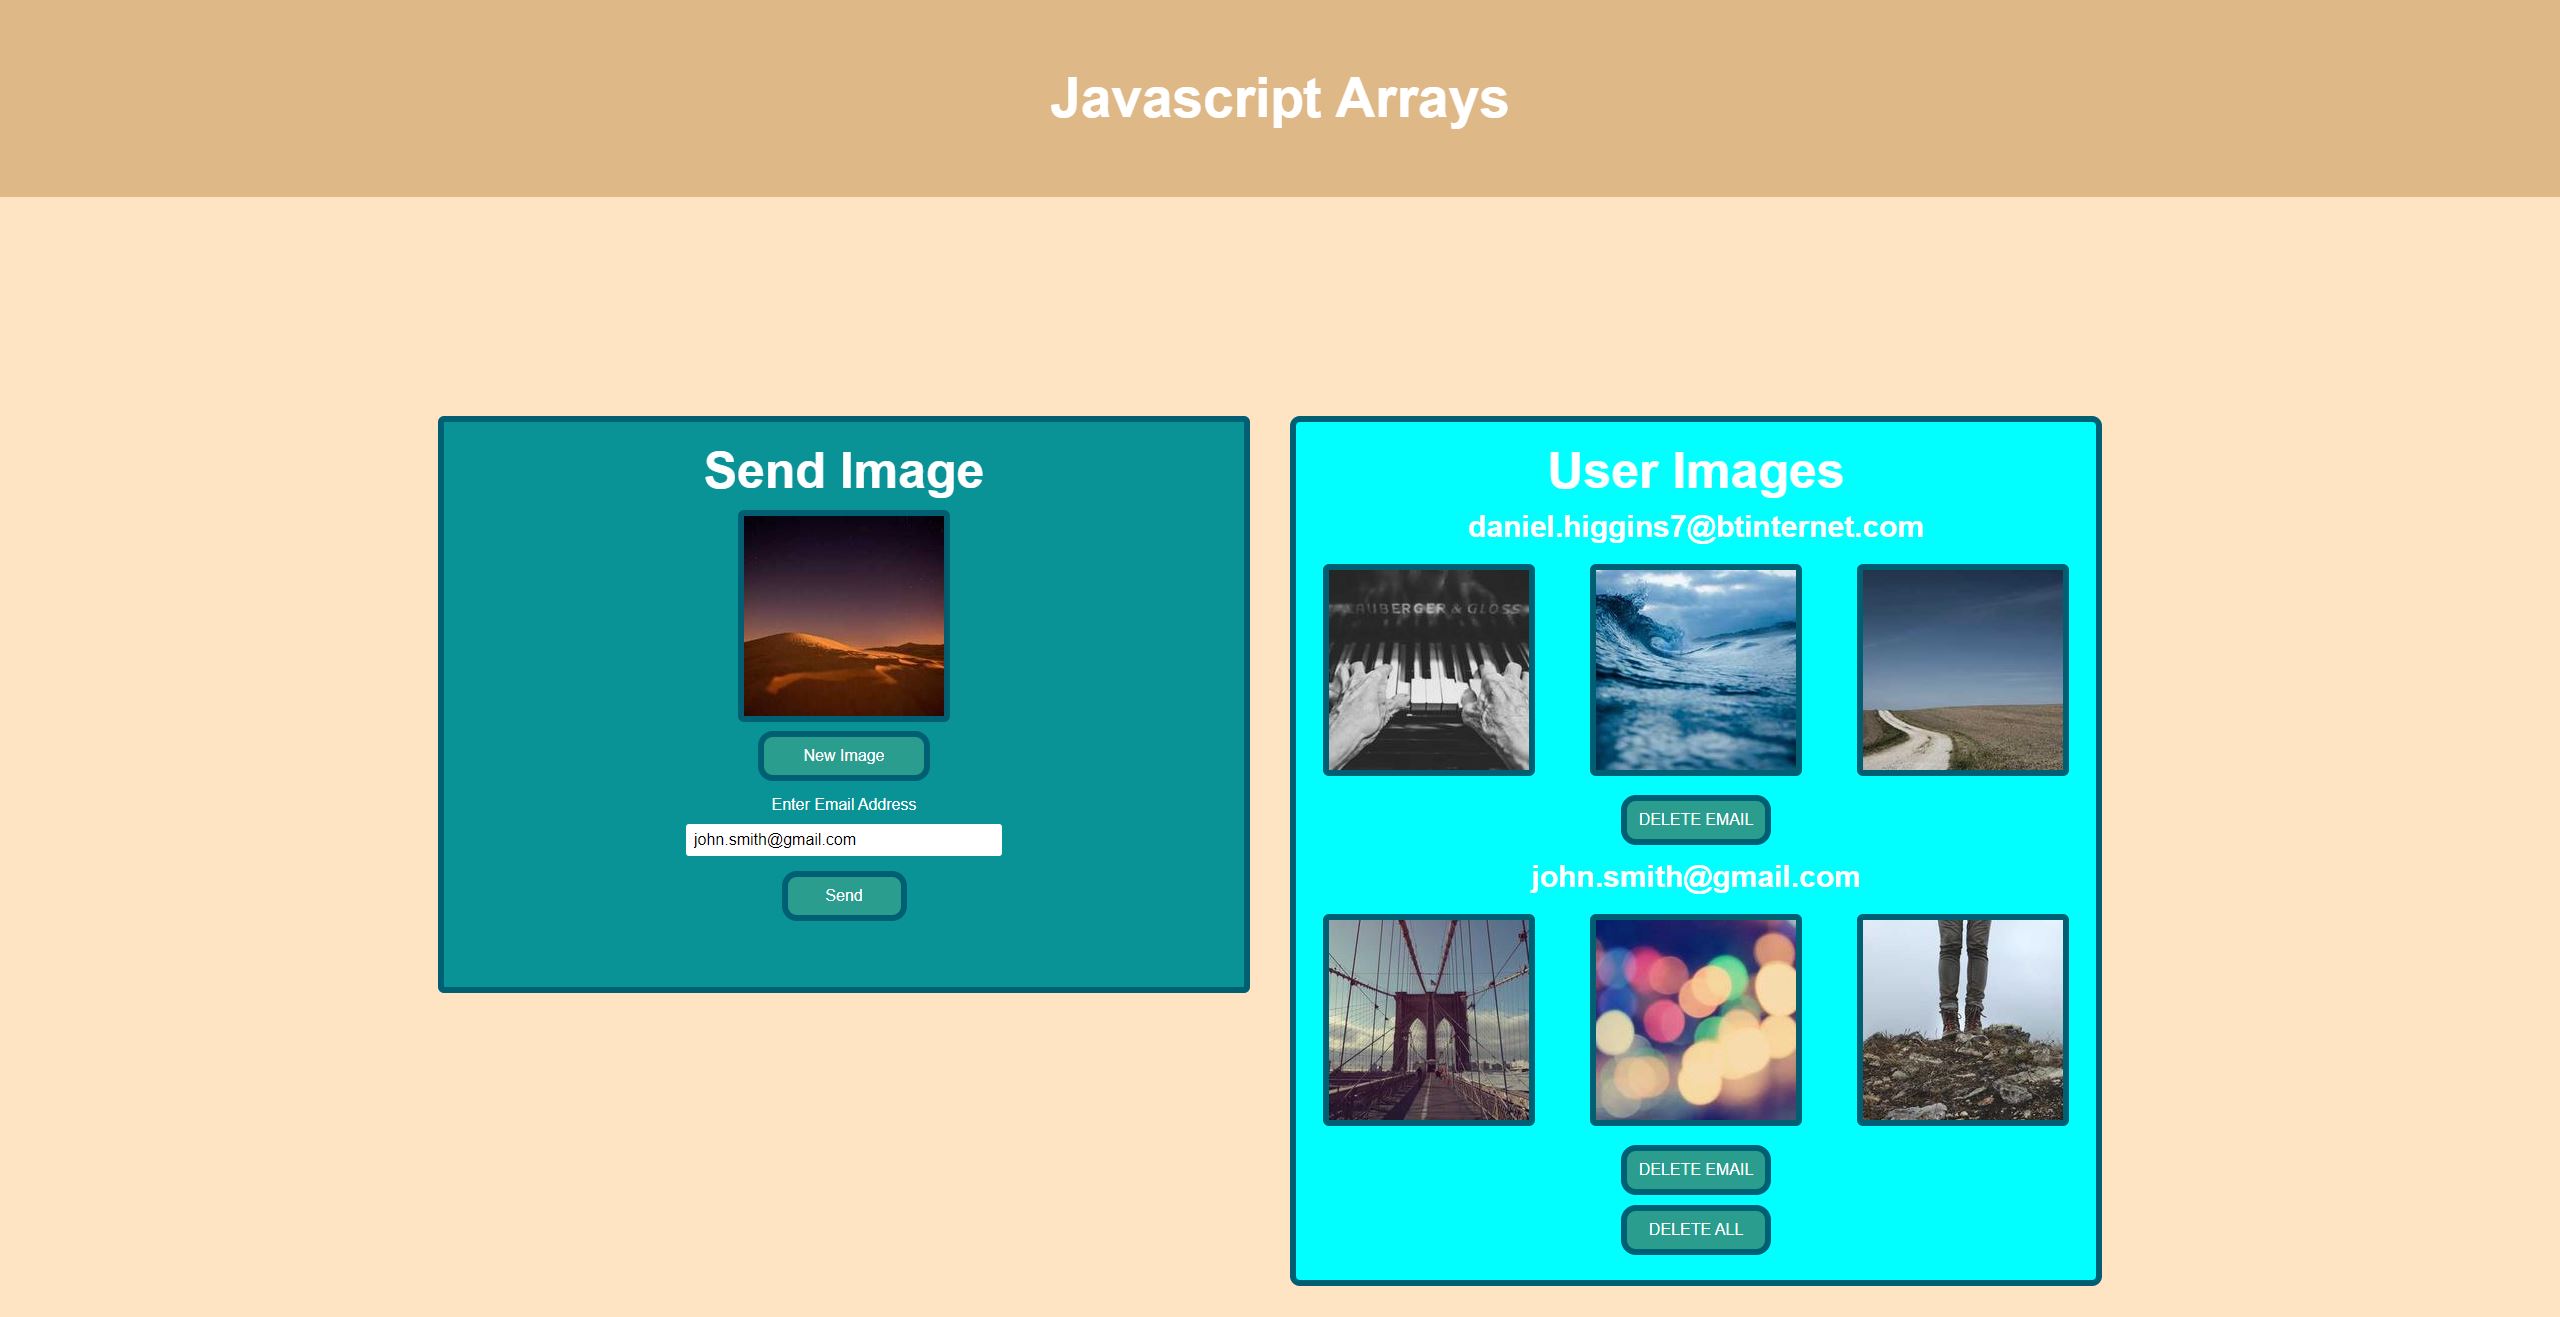 Javascript Arrays
Send Image
New Image
Enter Email Address
john.smith@gmail.com
Send
User Images
daniel.higgins7@btinternet.com
BERGER & GLOSS
DELETE EMAIL
john.smith@gmail.com
DELETE EMAIL
DELETE ALL